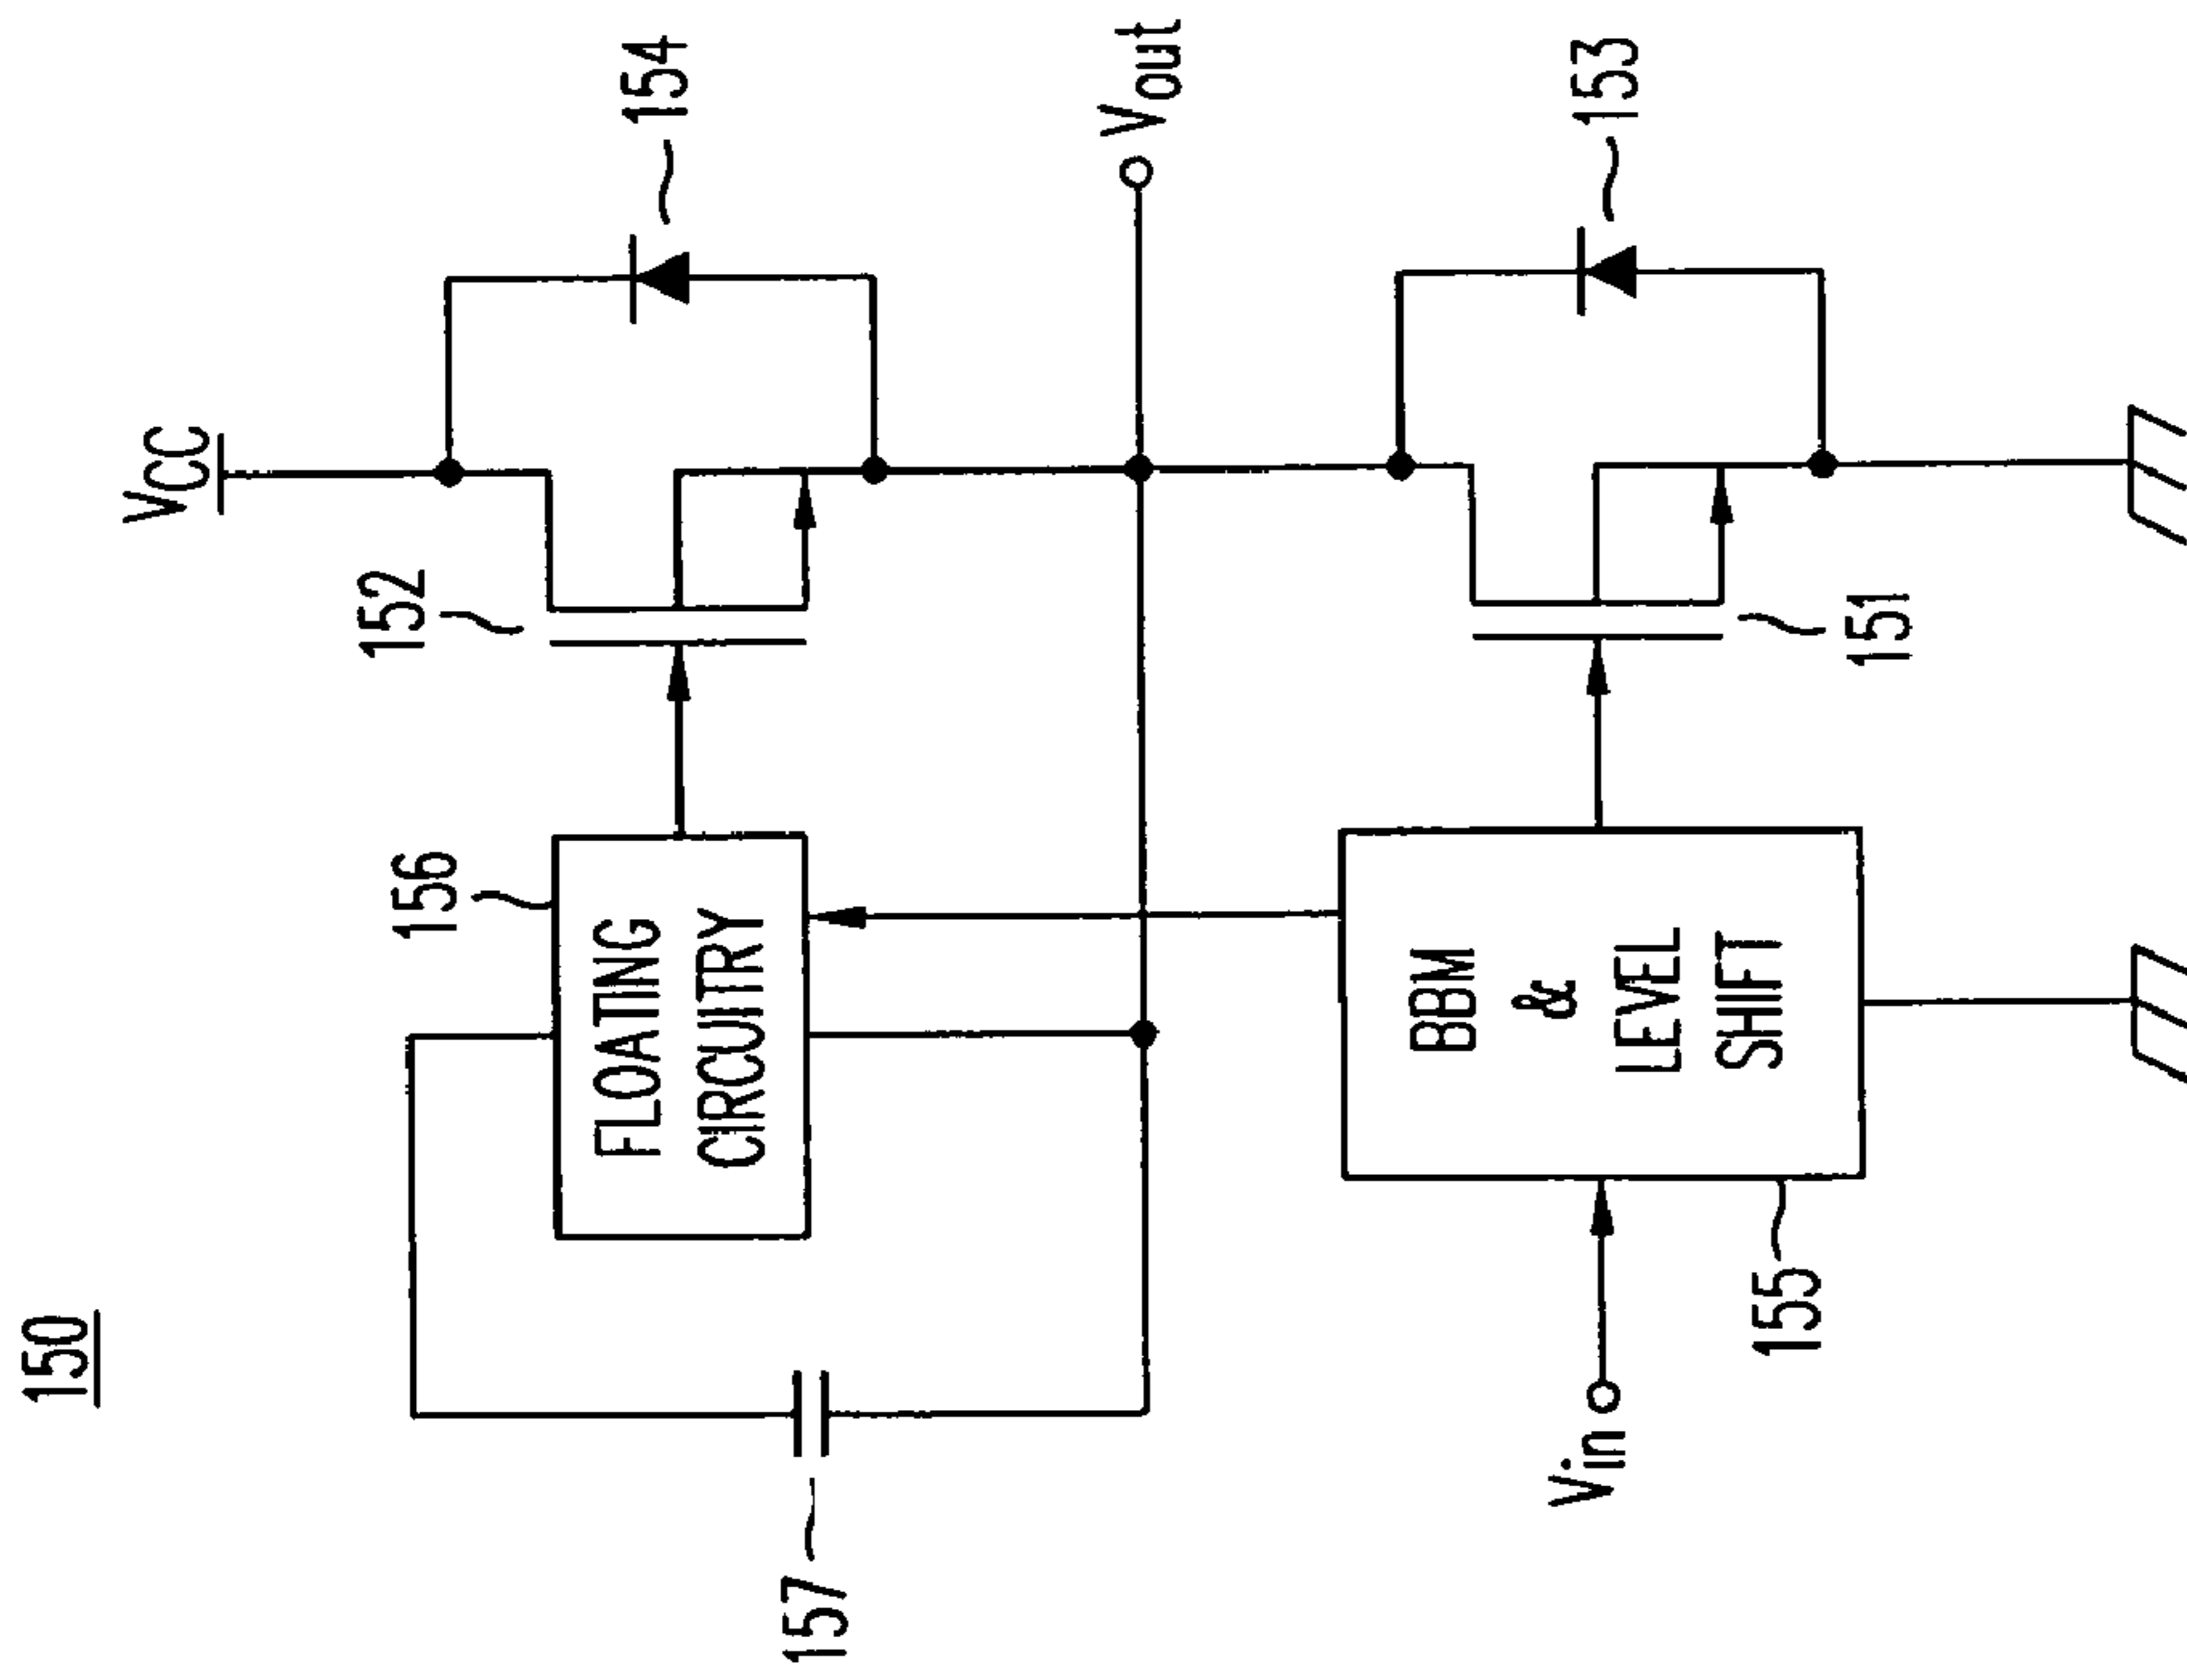 150
VCC
152
154
156
FLOATING
CIRCUITRY
157
Vout
BBM
&
LEVEL
SHIFT
Vin
155
151
153